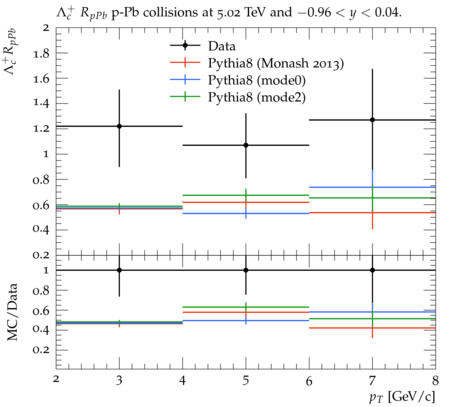 Λc+ RpPb p-Pb collisions at 5.02 TeV and −0.96 < y < 0.04.
Λc+ RpPb
2
1.8
1.6
1.4
1.2
1
0.8
0.6
0.4
0.2
Data
Pythia8 (Monash 2013)
Pythia8 (mode0)
Pythia8 (mode2)
MC/Data
1
0.8
0.6
0.4
0.2
2 3 4 5 6 7 8
pT [GeV/c]